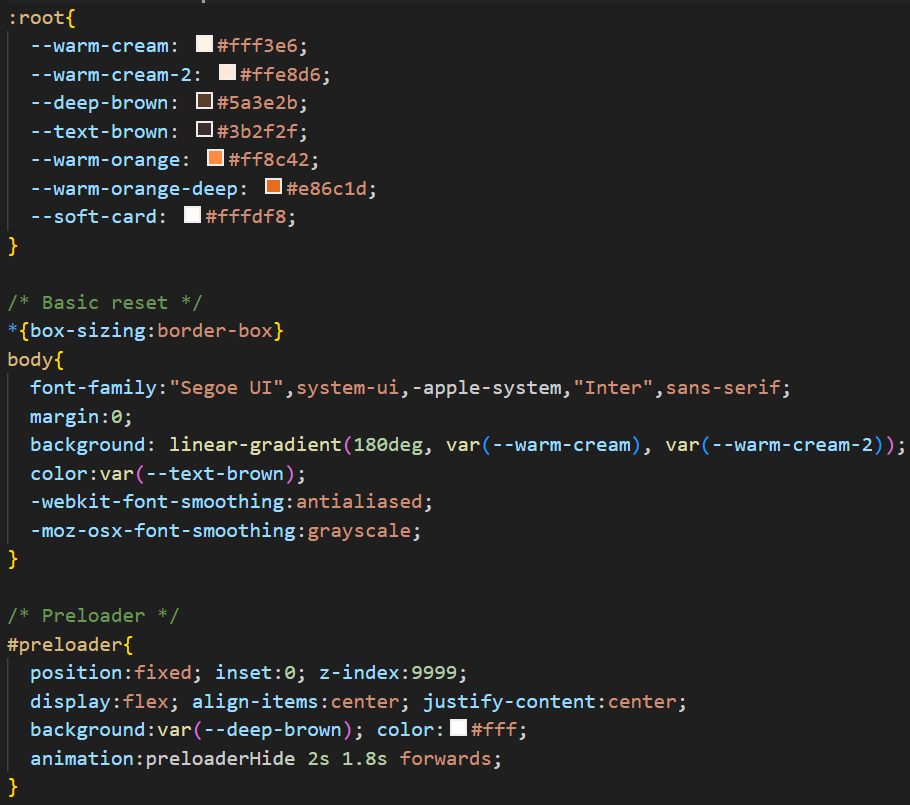 :root{
  --warm-cream: #fff3e6;
  --warm-cream-2: #ffe8d6;
  --deep-brown: #5a3e2b;
  --text-brown: #3b2f2f;
  --warm-orange: #ff8c42;
  --warm-orange-deep: #e86c1d;
  --soft-card: #fffdf8;
}

/* Basic reset */
*{box-sizing:border-box}
body{
  font-family:"Segoe UI",system-ui,-apple-system,"Inter",sans-serif;
  margin:0;
  background: linear-gradient(180deg, var(--warm-cream), var(--warm-cream-2));
  color:var(--text-brown);
  -webkit-font-smoothing:antialiased;
  -moz-osx-font-smoothing:grayscale;
}

/* Preloader */
#preloader{
  position:fixed; inset:0; z-index:9999;
  display:flex; align-items:center; justify-content:center;
  background:var(--deep-brown); color:#fff;
  animation:preloaderHide 2s 1.8s forwards;
}